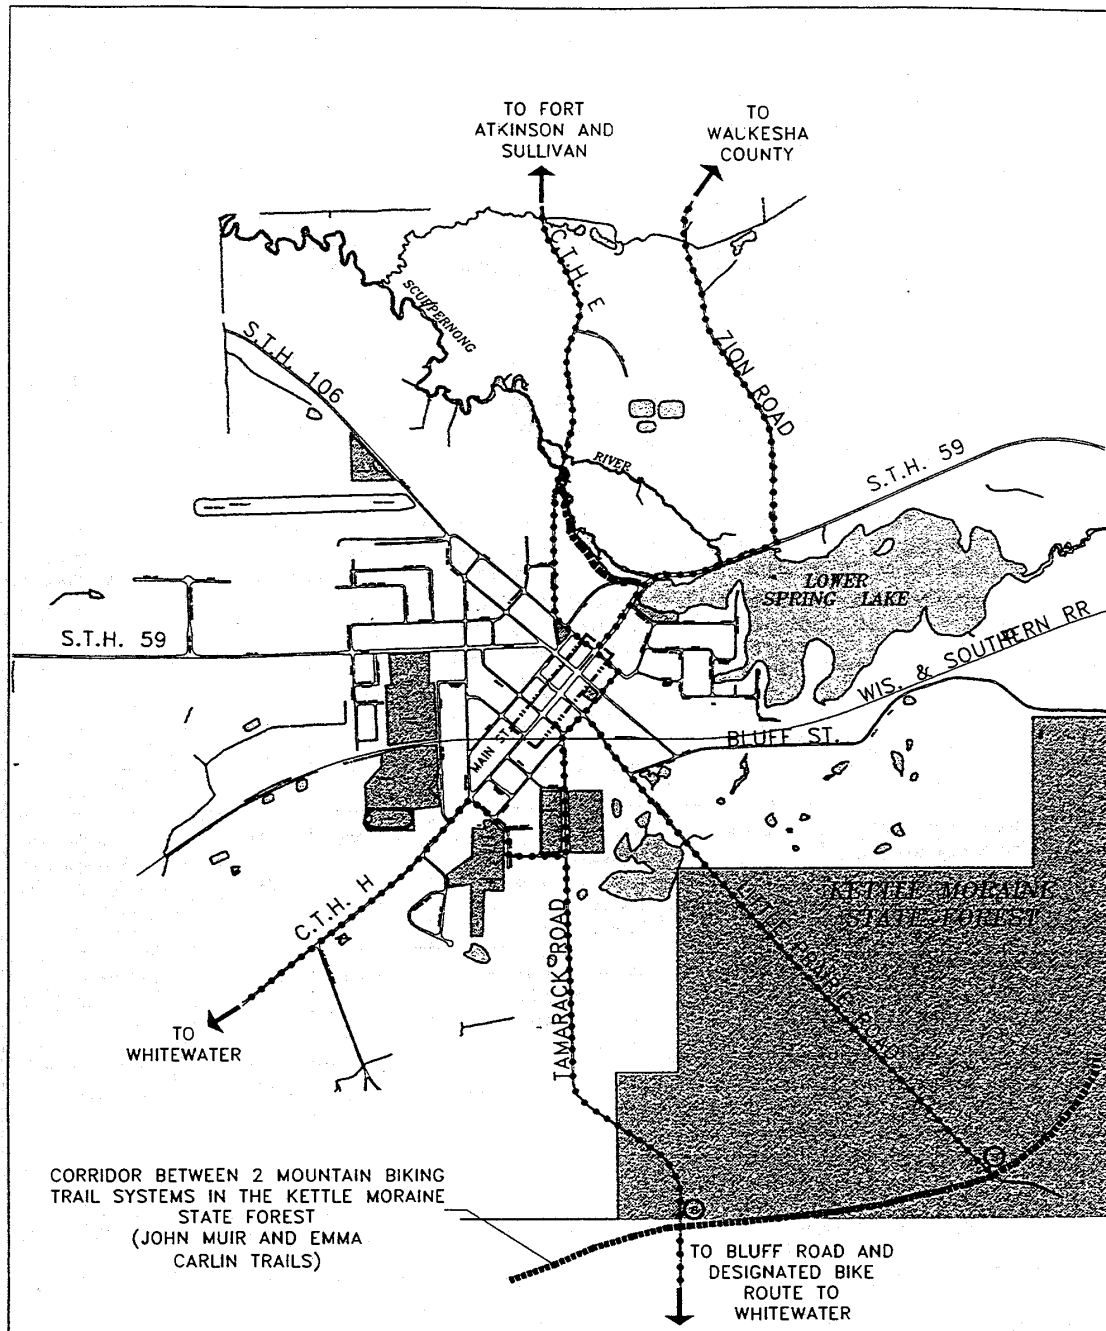 TO FORT
ATKINSON AND
SULLIVAN
TO
WAUKESHA
COUNTY
C.T.H. E
SCUPPERNONG
S.T.H. 106
ZION ROAD
RIVER
S.T.H. 59
LOWER
SPRING LAKE
S.T.H. 59
WIS. & SOUTHERN RR
MAIN ST.
BLUFF ST.
KETTLE MORAINE
STATE FOREST
C.T.H. H
TAMARACK ROAD
LITTLE PRAIRIE ROAD
TO
WHITEWATER
CORRIDOR BETWEEN 2 MOUNTAIN BIKING
TRAIL SYSTEMS IN THE KETTLE MORAINE
STATE FOREST
(JOHN MUIR AND EMMA
CARLIN TRAILS)
TO BLUFF ROAD AND
DESIGNATED BIKE
ROUTE TO
WHITEWATER